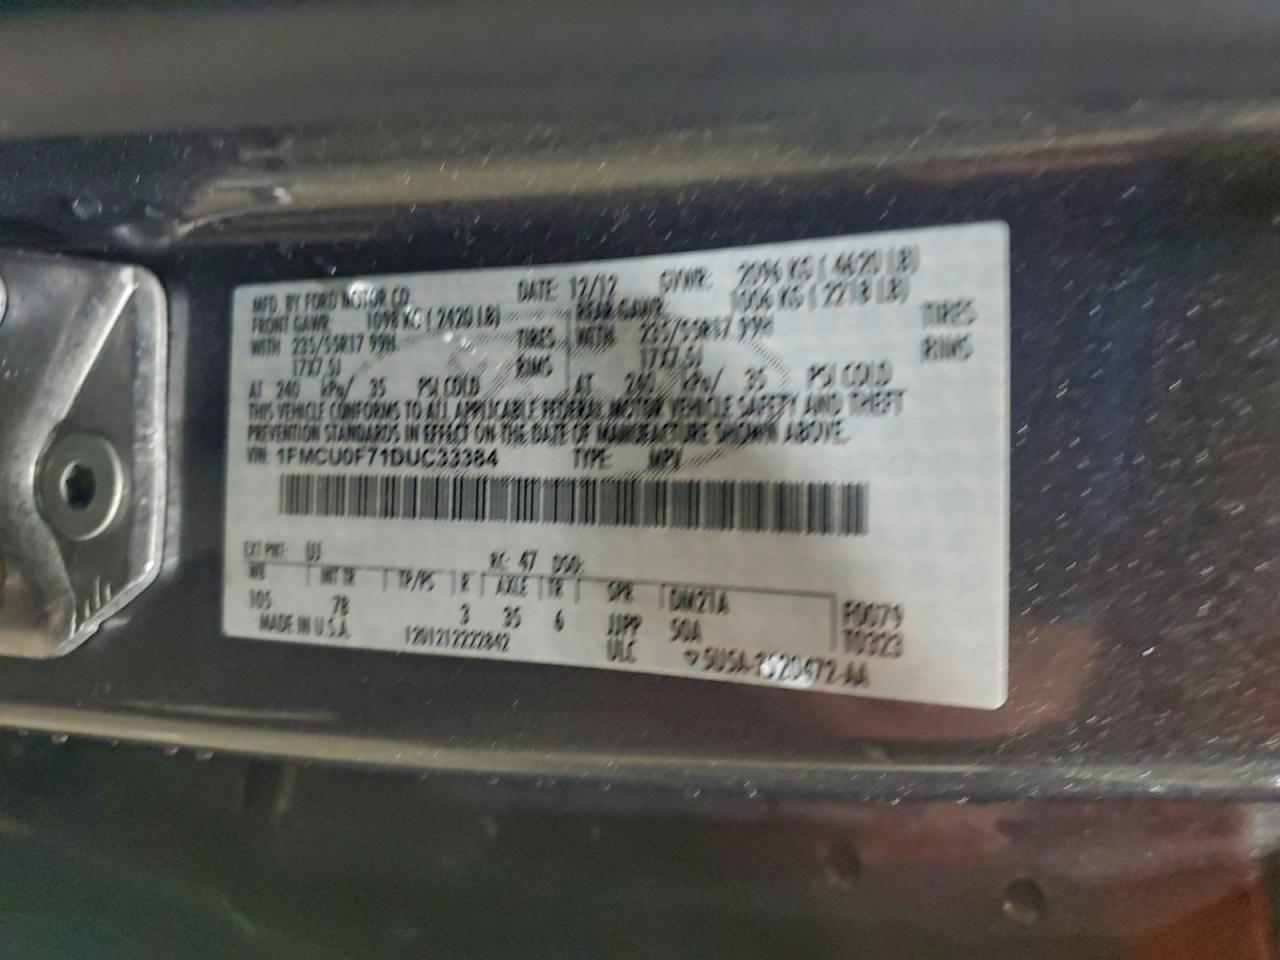 MFD. BY FORD MOTOR CO.
DATE: 12/12 GVWR: 2096 KG ( 4620 LB)
FRONT GAWR: 1098 KG ( 2420 LB) REAR GAWR: 1006 KG ( 2218 LB)
WITH 235/55R17 99H TIRES WITH 235/55R17 99H TIRES
17X7.5J RIMS 17X7.5J RIMS
AT 240 kPa/ 35 PSI COLD AT 240 kPa/ 35 PSI COLD
THIS VEHICLE CONFORMS TO ALL APPLICABLE FEDERAL MOTOR VEHICLE SAFETY AND THEFT
PREVENTION STANDARDS IN EFFECT ON THE DATE OF MANUFACTURE SHOWN ABOVE.
VIN: 1FMCU0F71DUC33384 TYPE: MPV
EXT PNT: UJ RC: 47 DSO:
WB INT TR TP/PS R AXLE TR SPR DM21A F0079
105 7B 3 35 6 JJPP 50A T0323
MADE IN U.S.A. 1201212222842 ULC 5U5A-1520472-AA